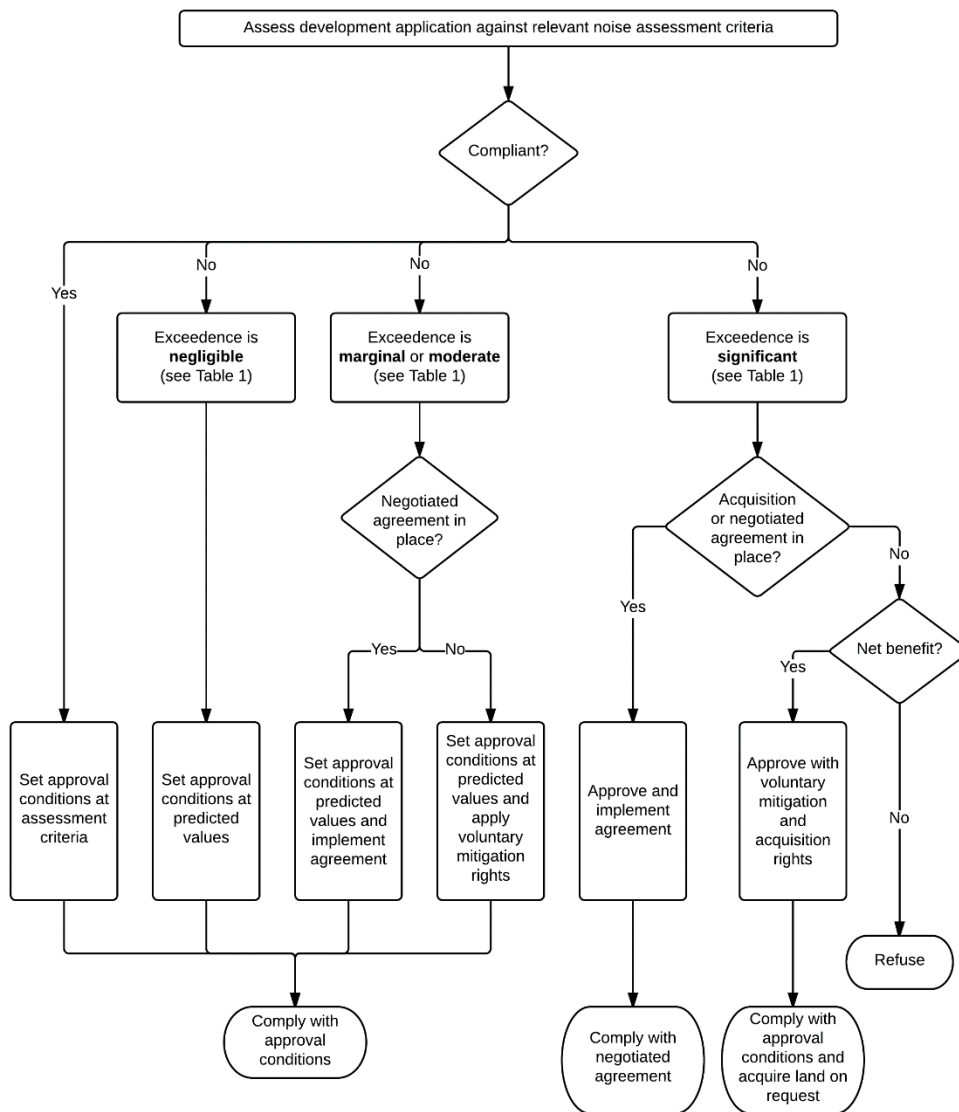 Assess development application against relevant noise assessment criteria
Compliant?
Yes
No
No
No
Exceedence is
negligible
(see Table 1)
Exceedence is
marginal or moderate
(see Table 1)
Exceedence is
significant
(see Table 1)
Negotiated
agreement in
place?
Acquisition
or negotiated
agreement in
place?
No
Yes
Yes
No
Net benefit?
Yes
No
Set approval
conditions at
assessment
criteria
Set approval
conditions at
predicted
values
Set approval
conditions at
predicted
values and
implement
agreement
Set approval
conditions at
predicted
values and
apply
voluntary
mitigation
rights
Approve and
implement
agreement
Approve with
voluntary
mitigation
and
acquisition
rights
Refuse
Comply with
approval
conditions
Comply with
negotiated
agreement
Comply with
approval
conditions and
acquire land on
request